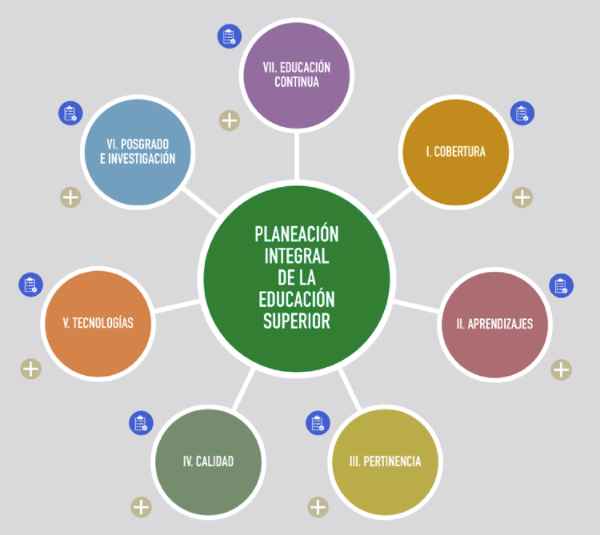 VII. EDUCACIÓN
CONTINUA
VI. POSGRADO
E INVESTIGACIÓN
I. COBERTURA
PLANEACIÓN
INTEGRAL
DE LA
EDUCACIÓN
SUPERIOR
V. TECNOLOGÍAS
II. APRENDIZAJES
IV. CALIDAD
III. PERTINENCIA